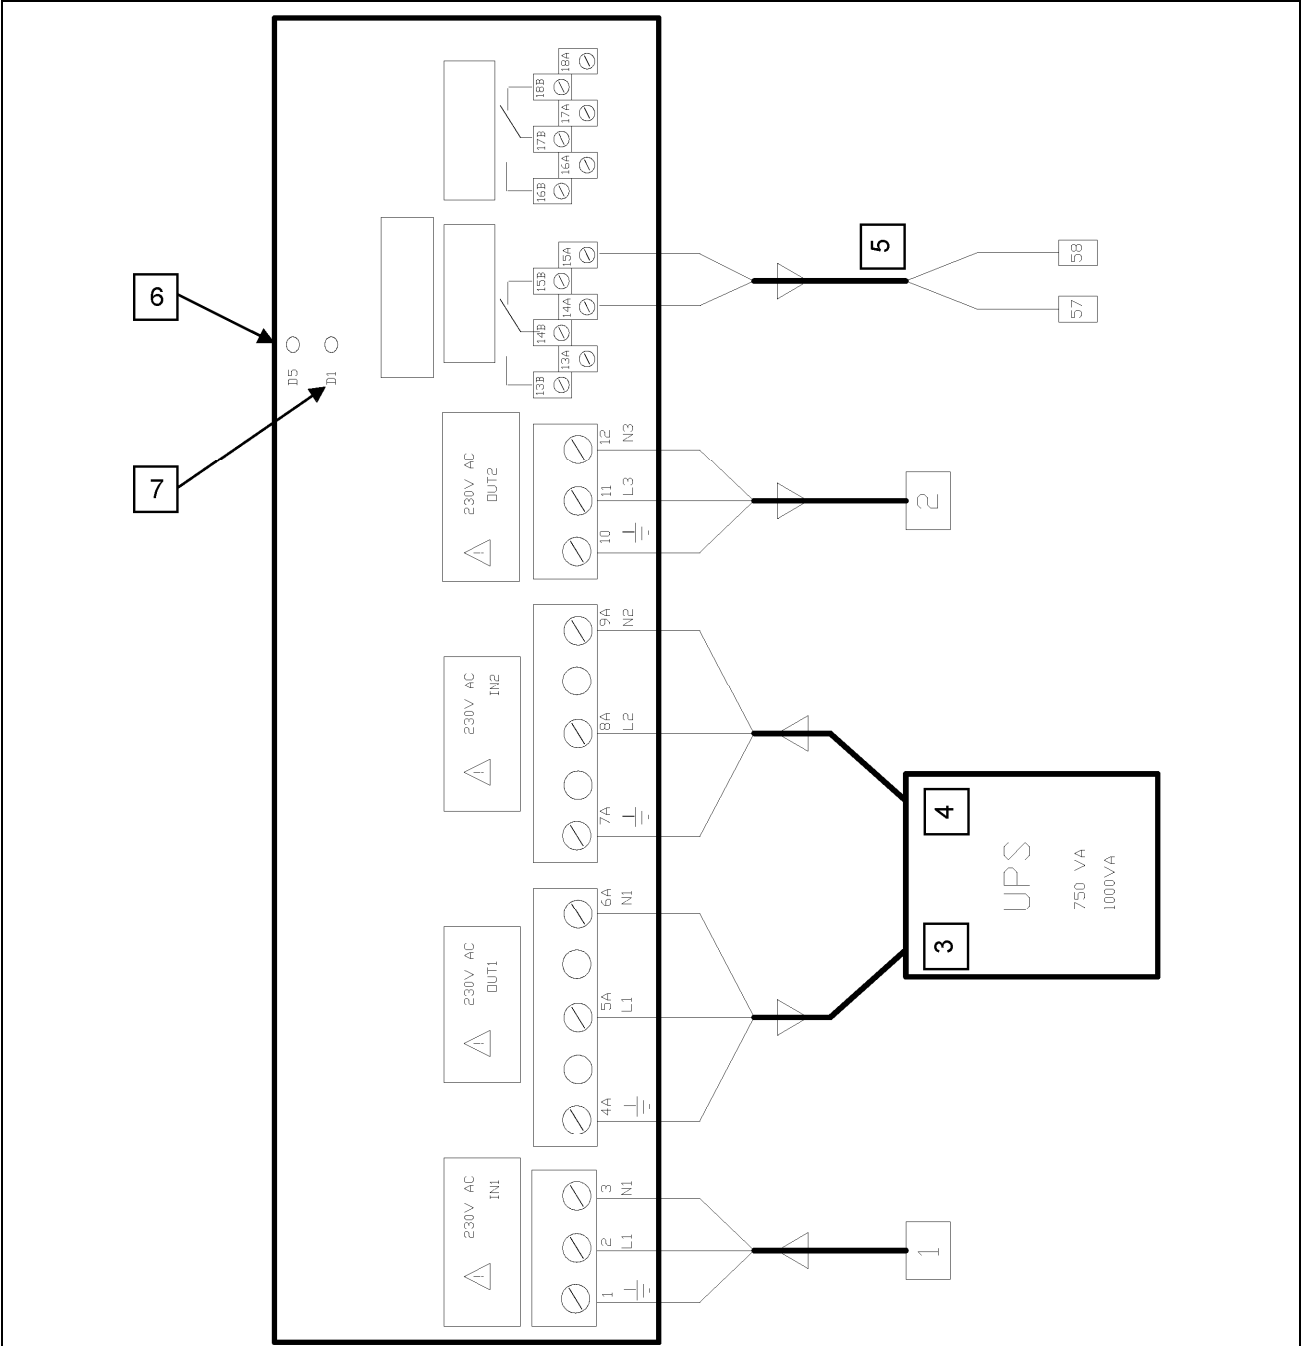 18A
18B
17A
17B
16A
16B
15A
15B
14A
14B
13A
13B
5
58
57
6
7
D5
D1
230V AC
OUT2
12
N3
11
L3
10
2
230V AC
IN2
9A
N2
8A
L2
7A
4
3
UPS
750 VA
1000VA
230V AC
OUT1
6A
N1
5A
L1
4A
230V AC
IN1
3
N1
2
L1
1
1
!
!
!
!